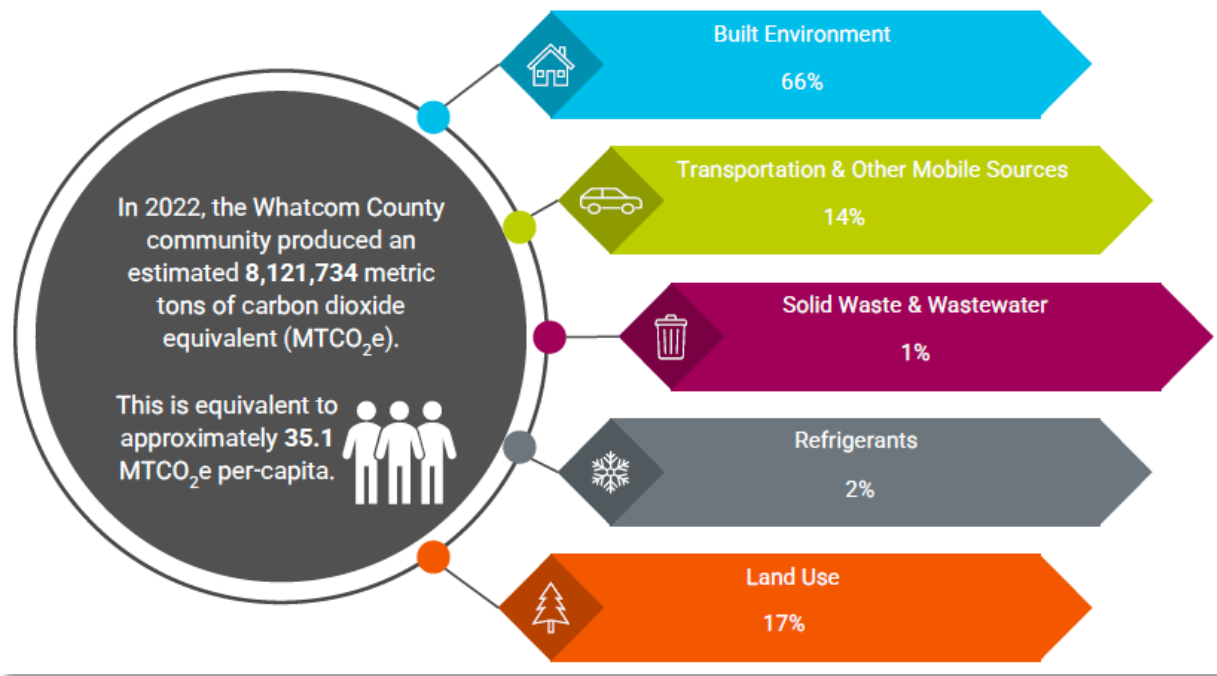 In 2022, the Whatcom County
community produced an
estimated 8,121,734 metric
tons of carbon dioxide
equivalent (MTCO₂e).
This is equivalent to
approximately 35.1
MTCO₂e per-capita.
Built Environment
66%
Transportation & Other Mobile Sources
14%
Solid Waste & Wastewater
1%
Refrigerants
2%
Land Use
17%